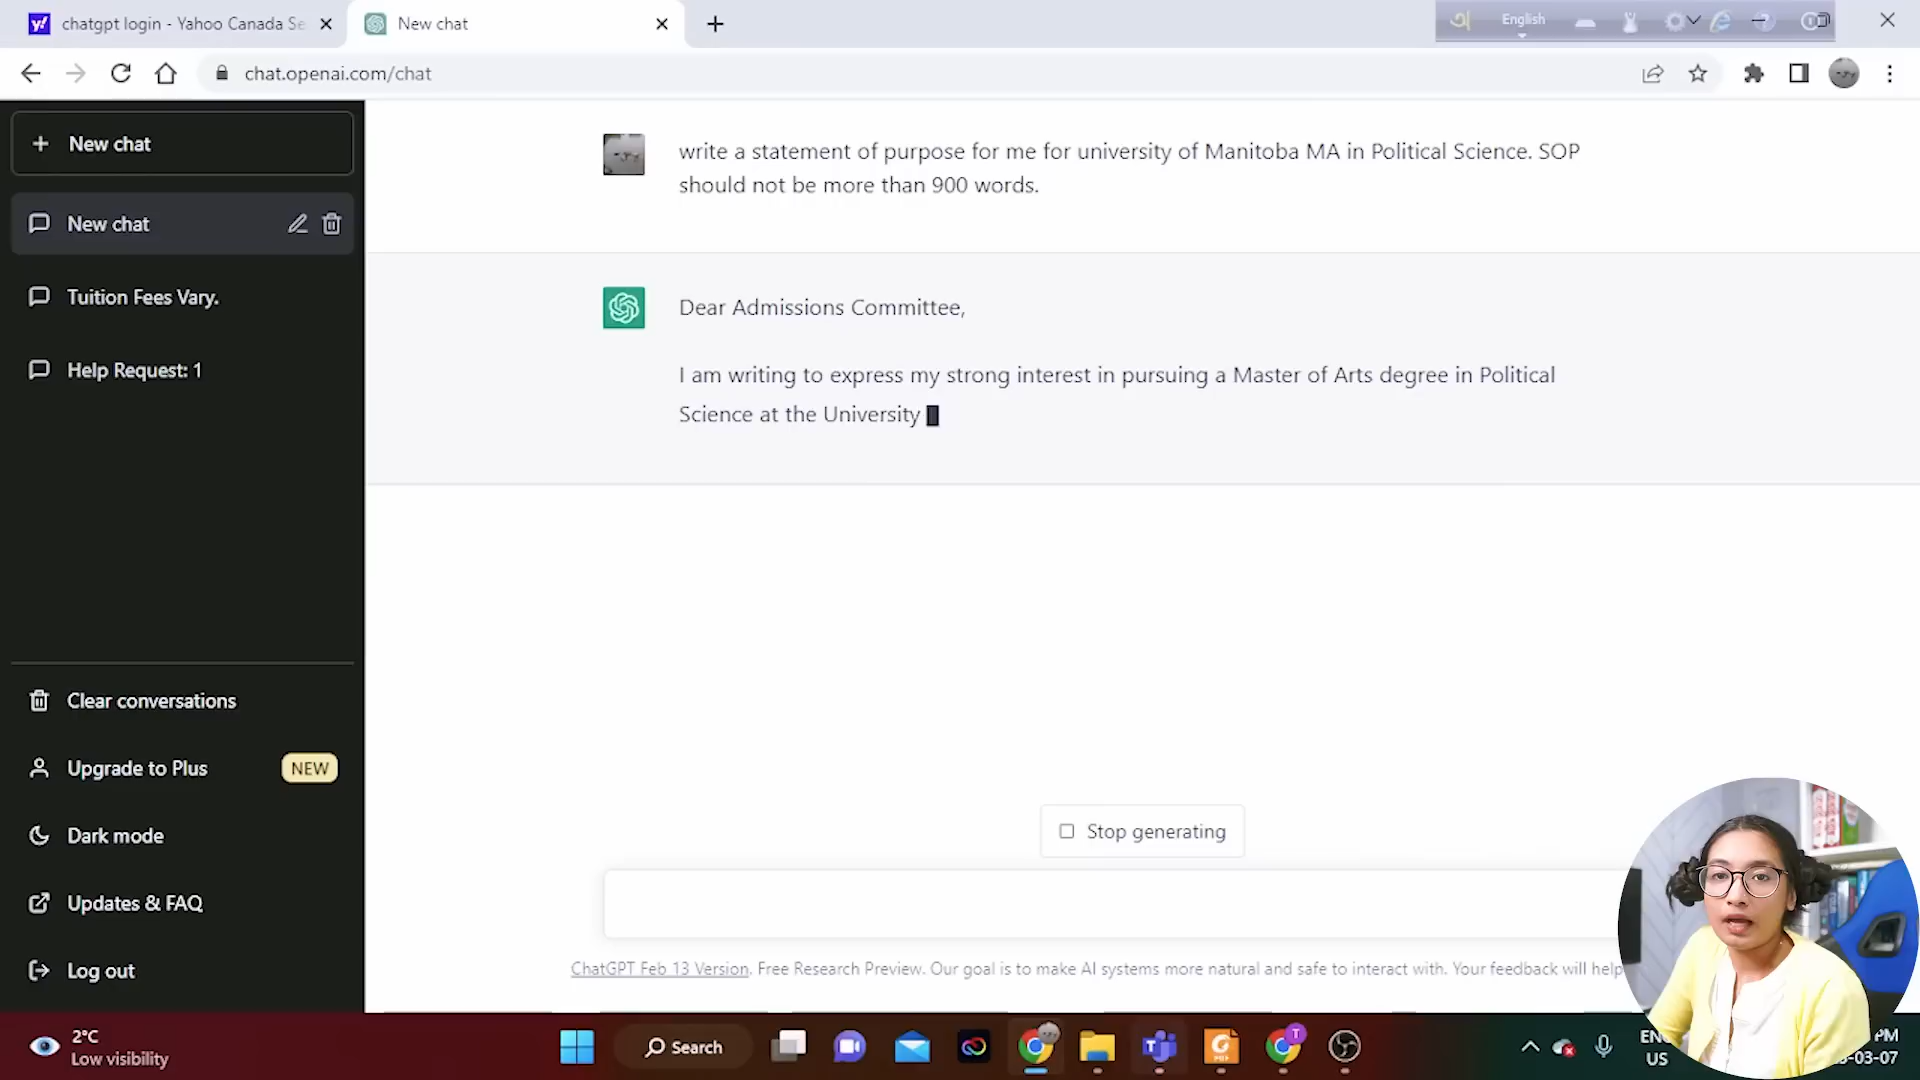 chatgpt login - Yahoo Canada Se
New chat
English
chat.openai.com/chat
New chat
New chat
Tuition Fees Vary.
Help Request: 1
Clear conversations
Upgrade to Plus
NEW
Dark mode
Updates & FAQ
Log out
write a statement of purpose for me for university of Manitoba MA in Political Science. SOP
should not be more than 900 words.
Dear Admissions Committee,
I am writing to express my strong interest in pursuing a Master of Arts degree in Political
Science at the University
Stop generating
ChatGPT Feb 13 Version. Free Research Preview. Our goal is to make AI systems more natural and safe to interact with. Your feedback will help
2°C
Low visibility
Search
ENG
US
PM
-03-07